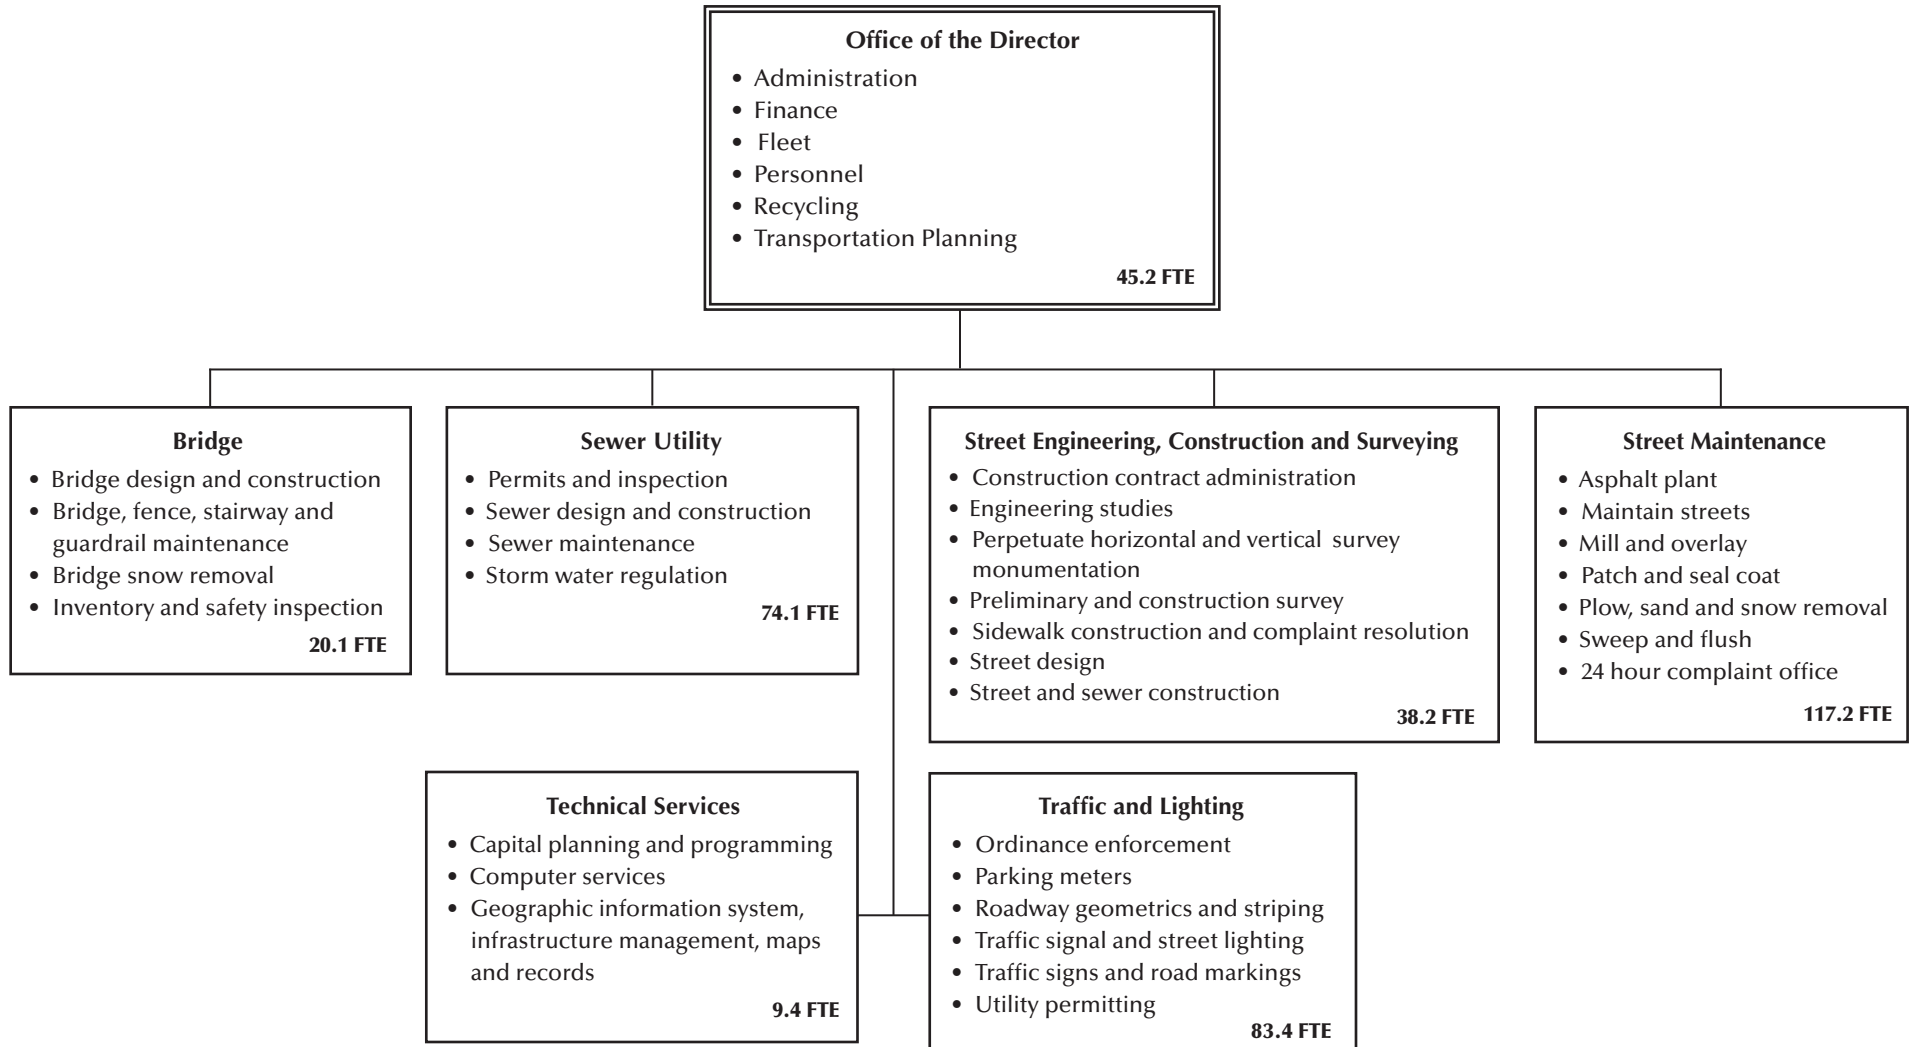 Office of the Director
• Administration
• Finance
• Fleet
• Personnel
• Recycling
• Transportation Planning
45.2 FTE
Bridge
• Bridge design and construction
• Bridge, fence, stairway and
guardrail maintenance
• Bridge snow removal
• Inventory and safety inspection
20.1 FTE
Sewer Utility
• Permits and inspection
• Sewer design and construction
• Sewer maintenance
• Storm water regulation
74.1 FTE
Street Engineering, Construction and Surveying
• Construction contract administration
• Engineering studies
• Perpetuate horizontal and vertical survey
monumentation
• Preliminary and construction survey
• Sidewalk construction and complaint resolution
• Street design
• Street and sewer construction
38.2 FTE
Street Maintenance
• Asphalt plant
• Maintain streets
• Mill and overlay
• Patch and seal coat
• Plow, sand and snow removal
• Sweep and flush
• 24 hour complaint office
117.2 FTE
Technical Services
• Capital planning and programming
• Computer services
• Geographic information system,
infrastructure management, maps
and records
9.4 FTE
Traffic and Lighting
• Ordinance enforcement
• Parking meters
• Roadway geometrics and striping
• Traffic signal and street lighting
• Traffic signs and road markings
• Utility permitting
83.4 FTE